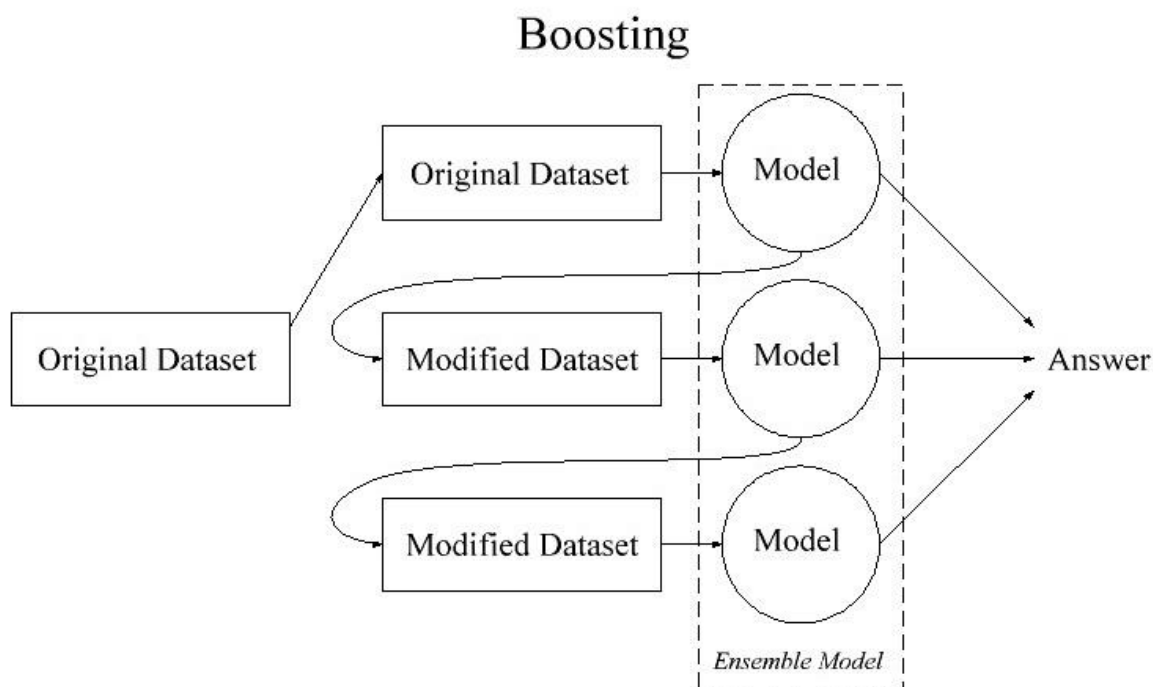 Boosting
Original Dataset
Model
Original Dataset
Modified Dataset
Model
Answer
Modified Dataset
Model
Ensemble Model